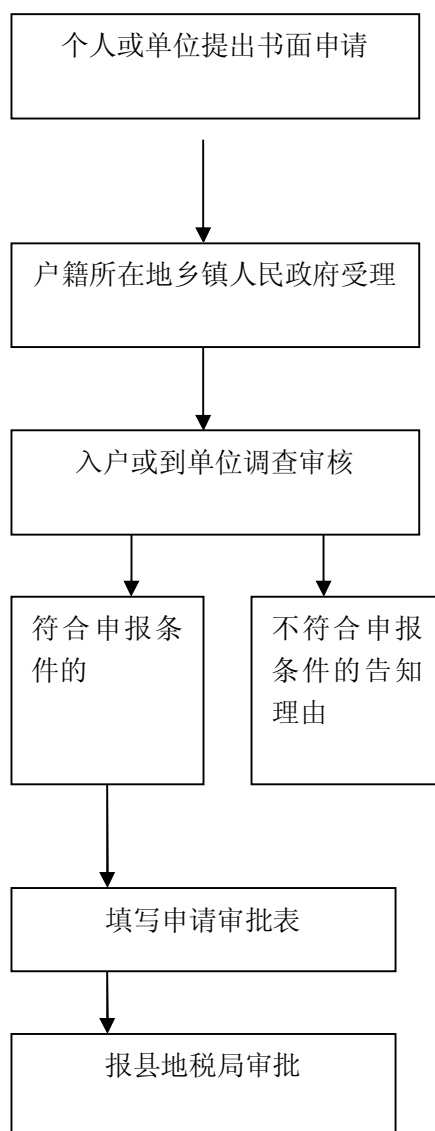 个人或单位提出书面申请
户籍所在地乡镇人民政府受理
入户或到单位调查审核
符合申报条
件的
不符合申报
条件的告知
理由
填写申请审批表
报县地税局审批